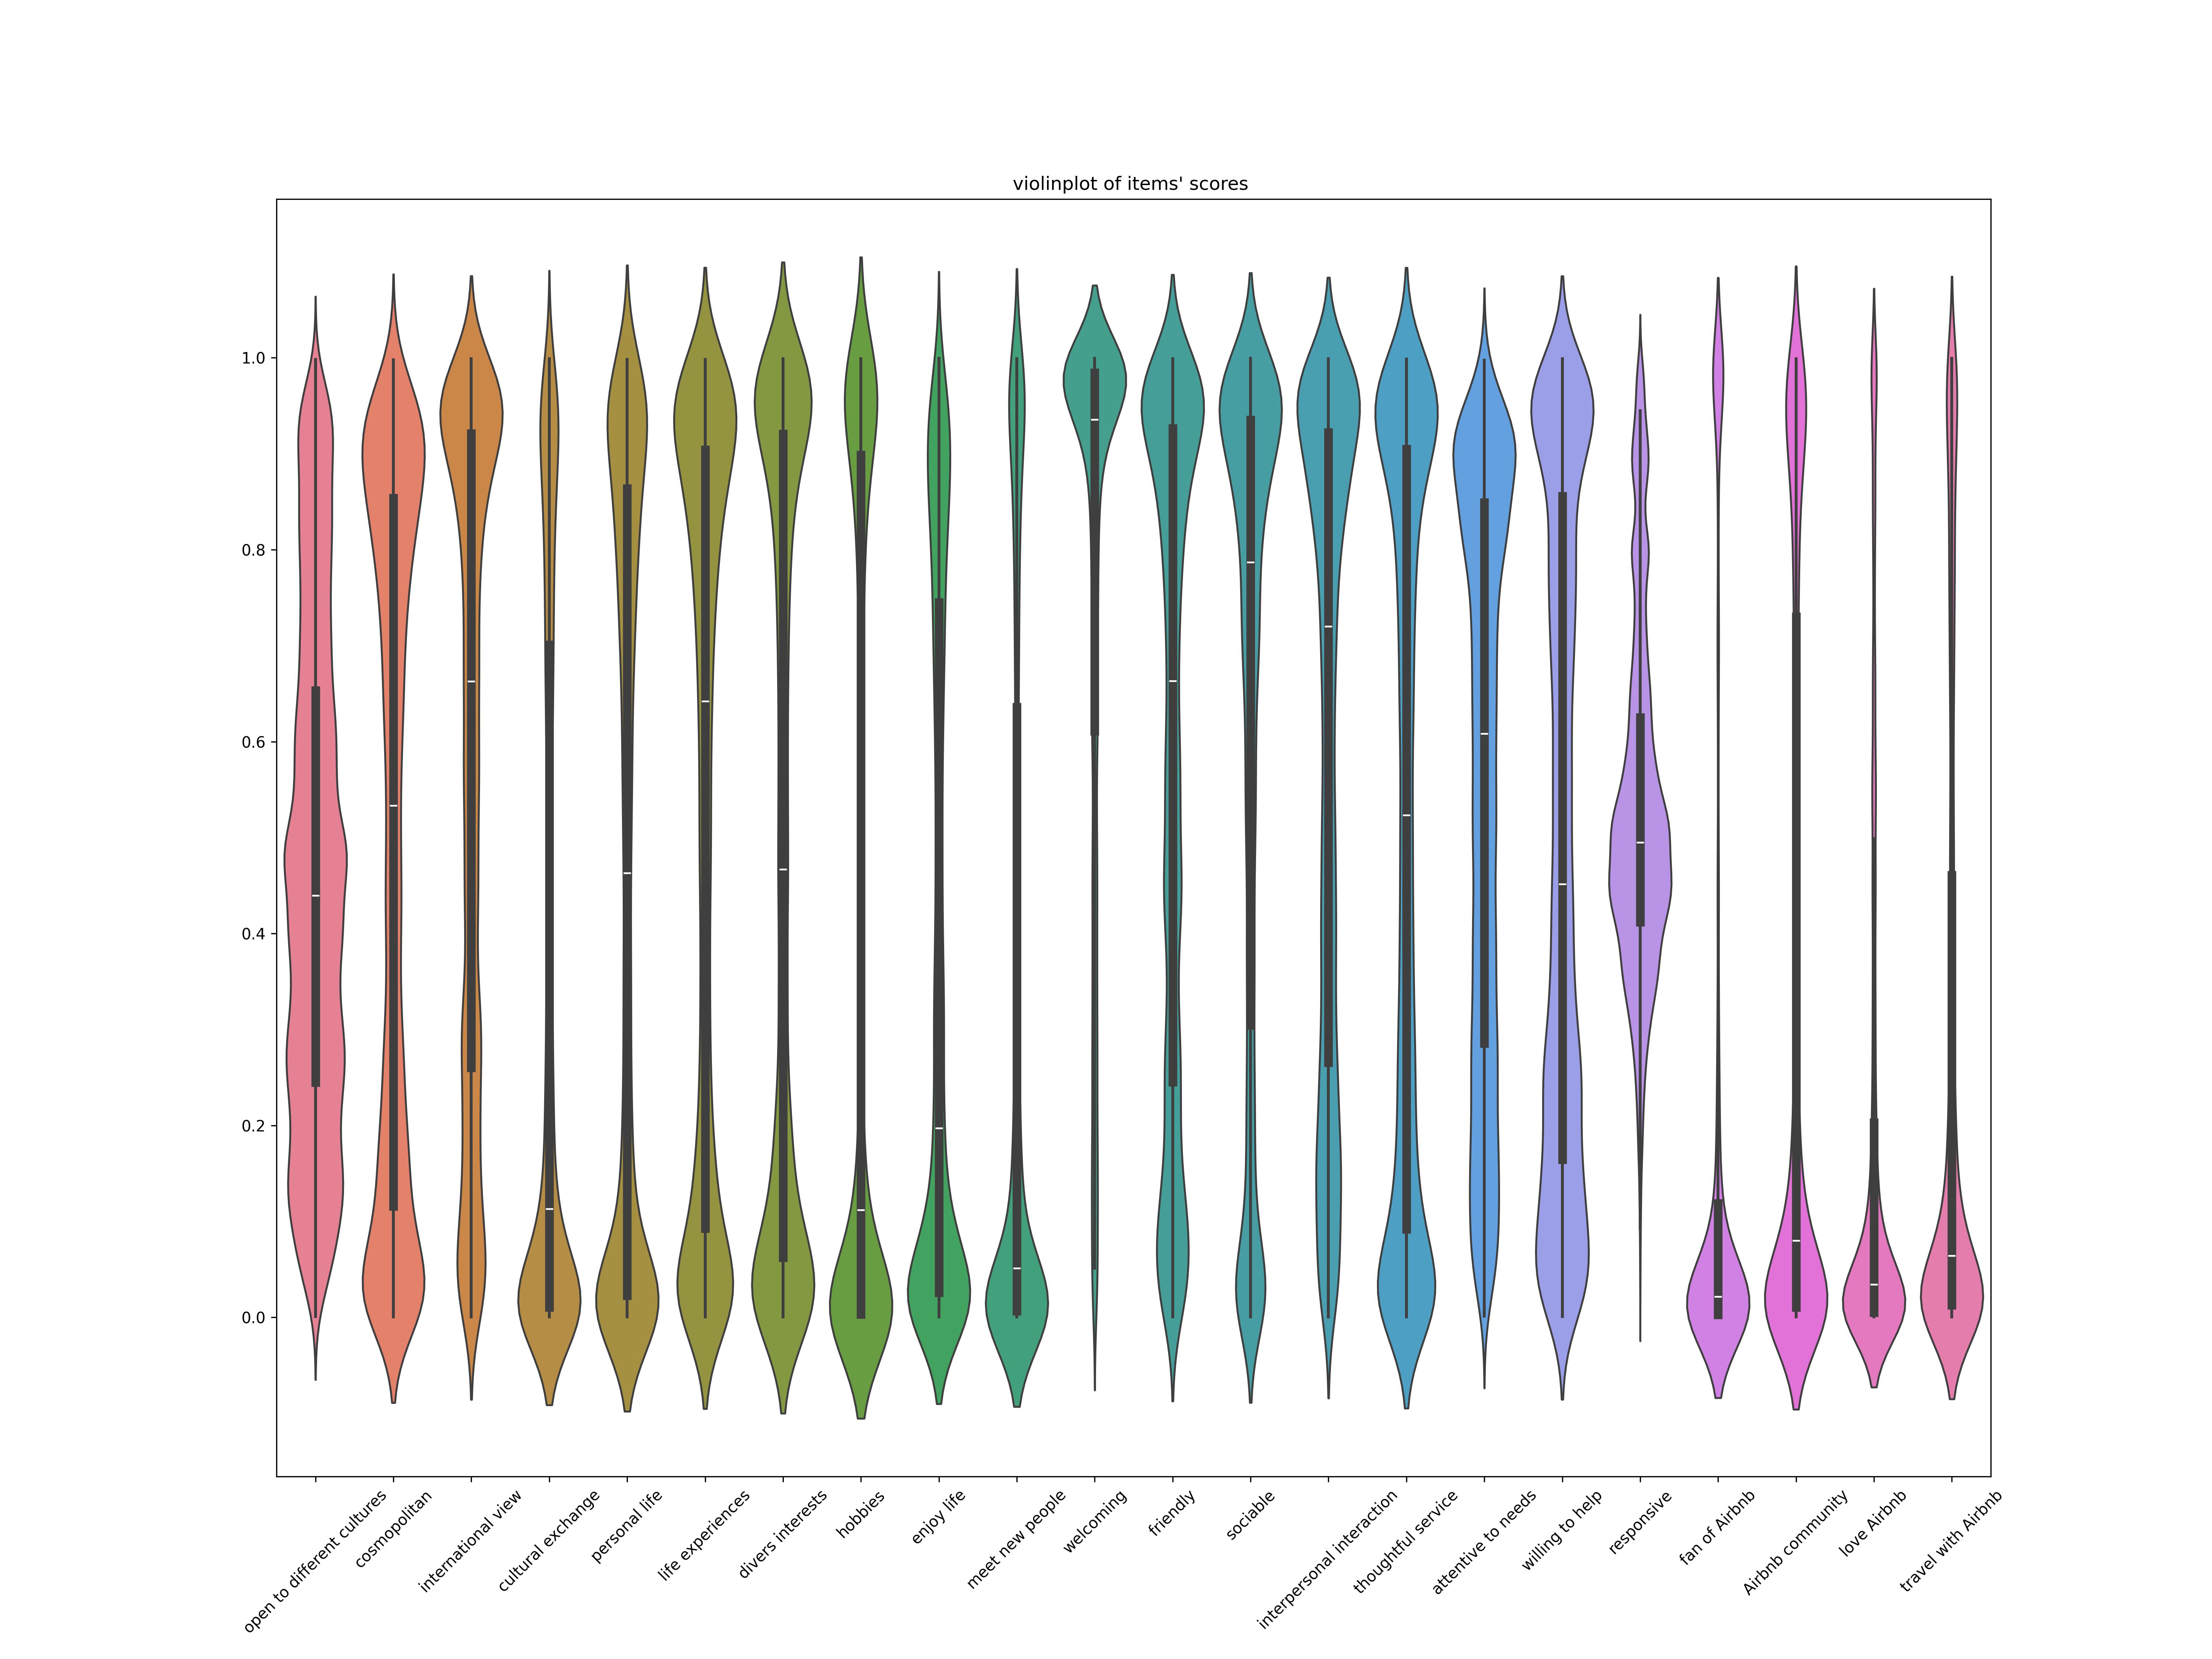 violinplot of items' scores
1.0
0.8
0.6
0.4
0.2
0.0
open to different cultures
cosmopolitan
international view
cultural exchange
personal life
life experiences
divers interests
hobbies
enjoy life
meet new people
welcoming
friendly
sociable
interpersonal interaction
thoughtful service
attentive to needs
willing to help
responsive
fan of Airbnb
Airbnb community
love Airbnb
travel with Airbnb